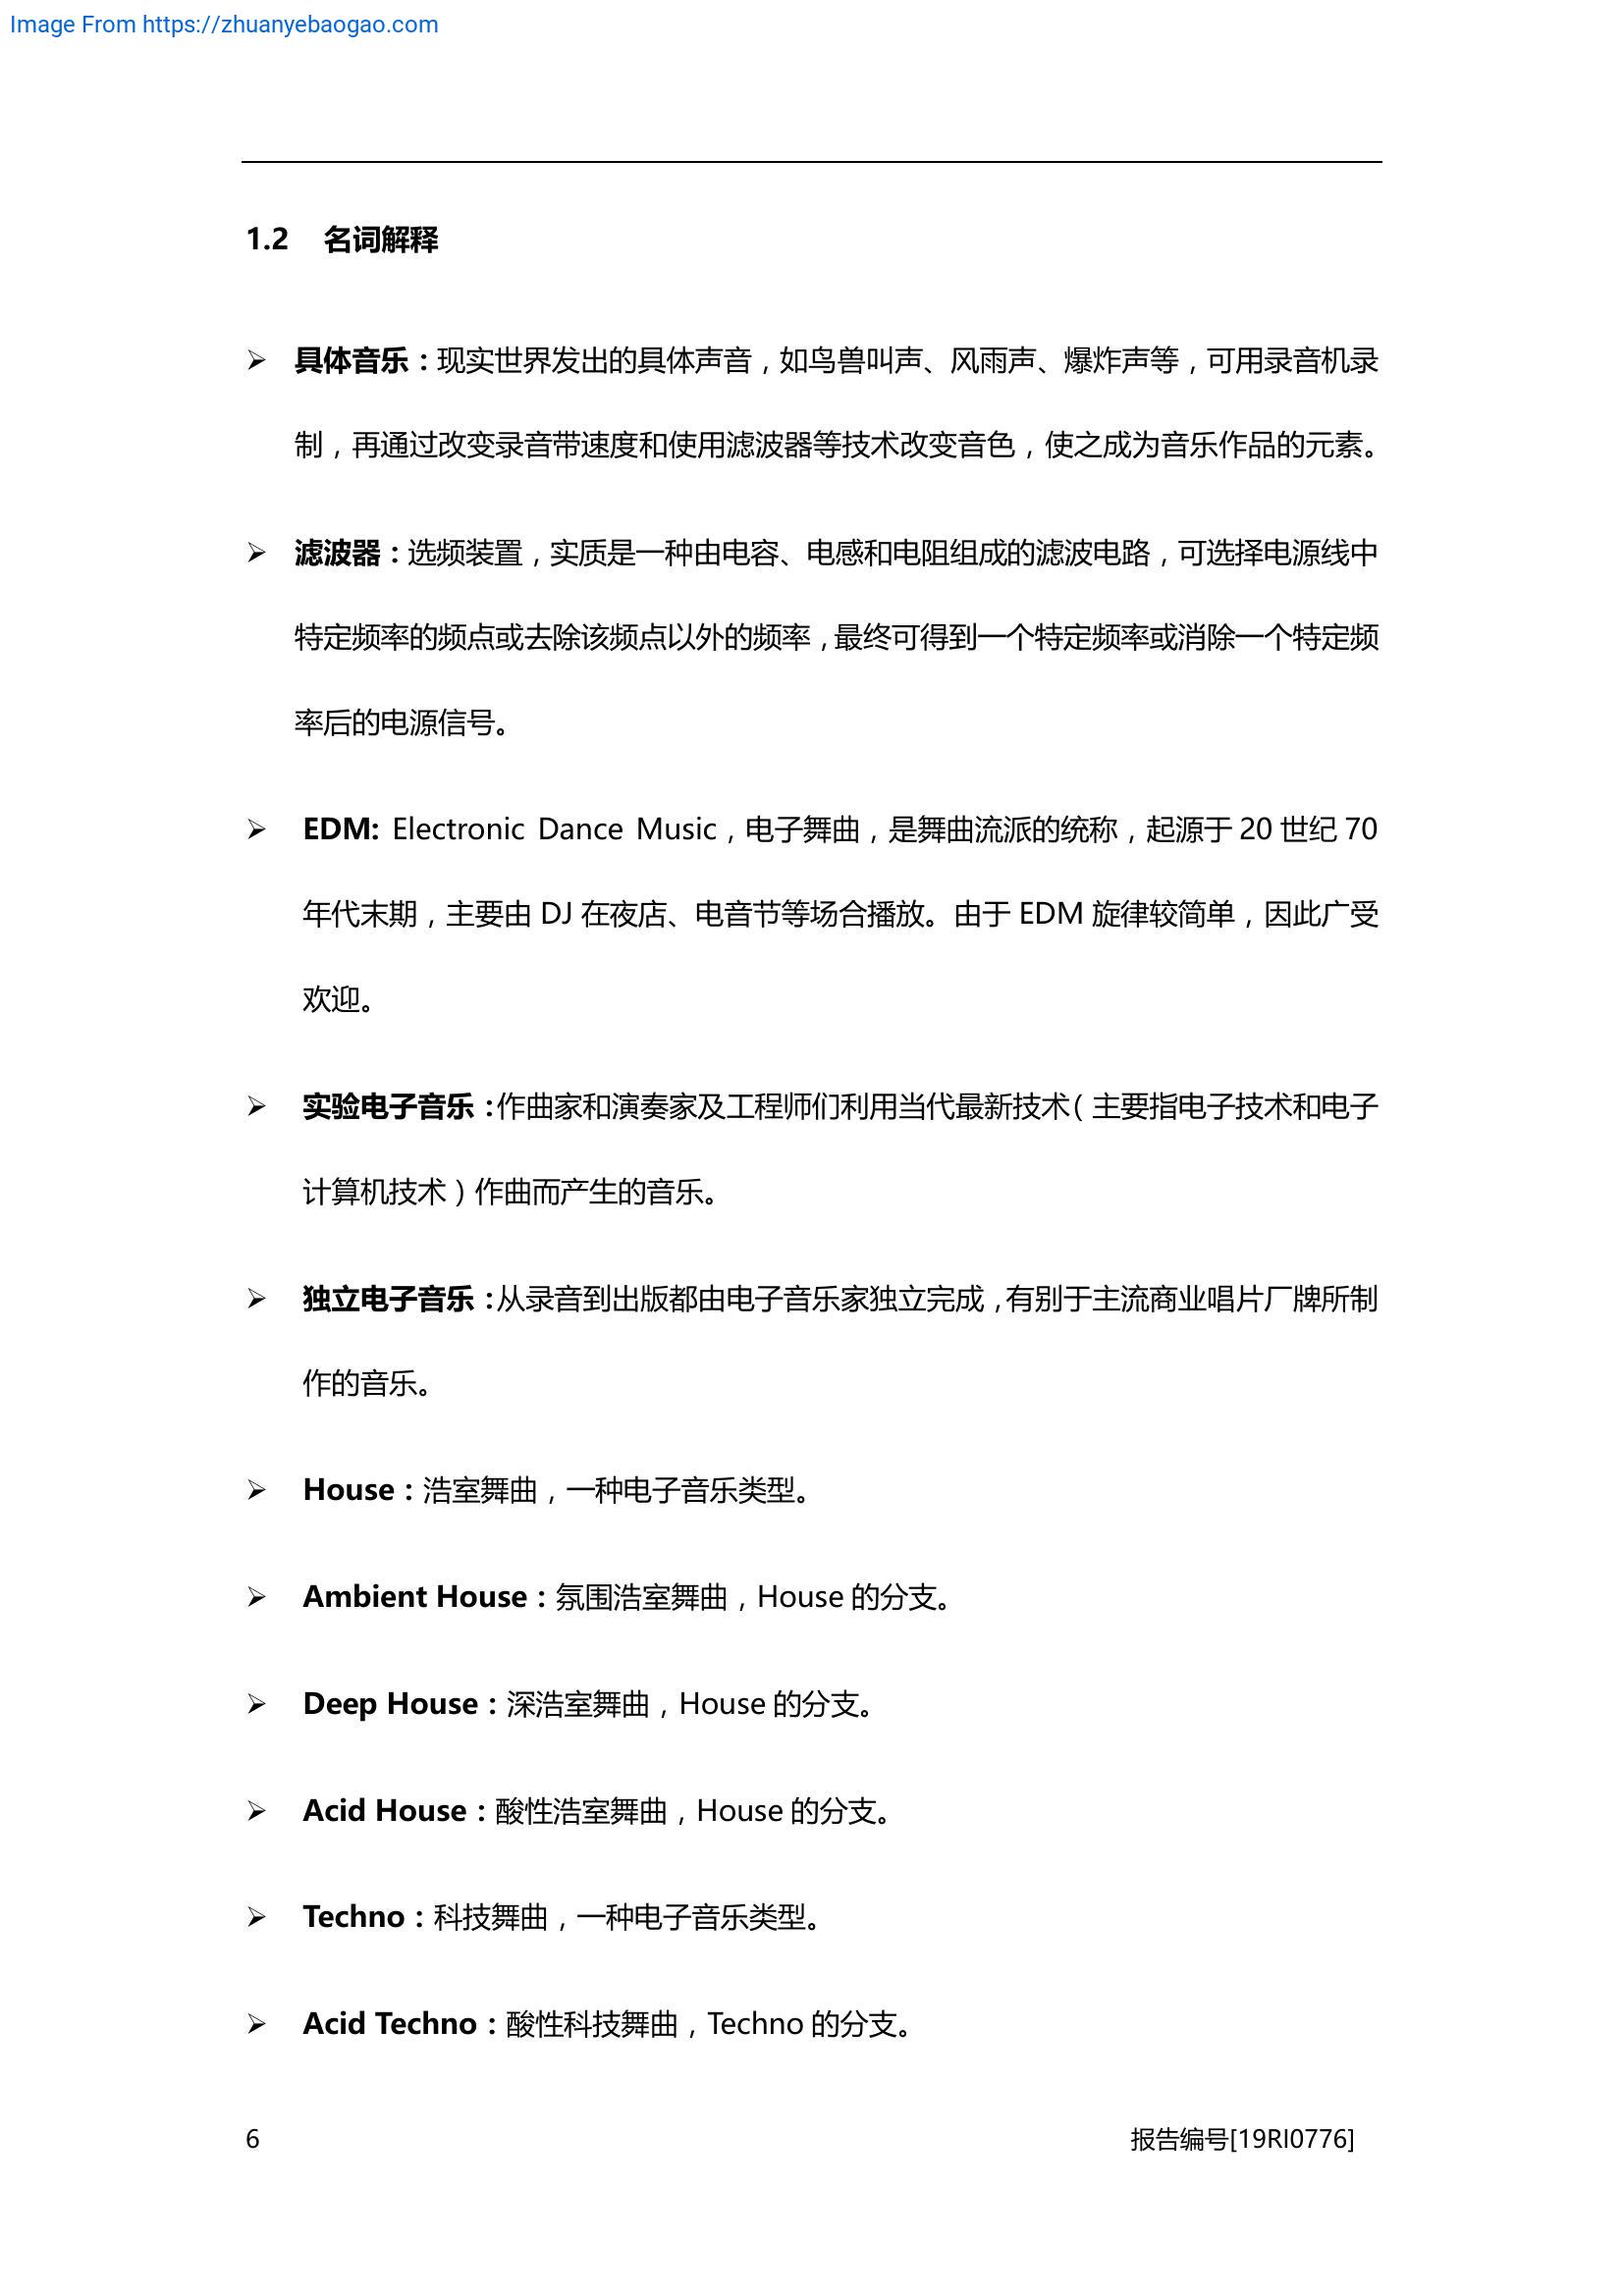 Image From https://zhuanyebaogao.com
1.2 名词解释
➢ 具体音乐：现实世界发出的具体声音，如鸟兽叫声、风雨声、爆炸声等，可用录音机录
制，再通过改变录音带速度和使用滤波器等技术改变音色，使之成为音乐作品的元素。
➢ 滤波器：选频装置，实质是一种由电容、电感和电阻组成的滤波电路，可选择电源线中
特定频率的频点或去除该频点以外的频率，最终可得到一个特定频率或消除一个特定频
率后的电源信号。
➢ EDM: Electronic Dance Music，电子舞曲，是舞曲流派的统称，起源于 20 世纪 70
年代末期，主要由 DJ 在夜店、电音节等场合播放。由于 EDM 旋律较简单，因此广受
欢迎。
➢ 实验电子音乐：作曲家和演奏家及工程师们利用当代最新技术（主要指电子技术和电子
计算机技术）作曲而产生的音乐。
➢ 独立电子音乐：从录音到出版都由电子音乐家独立完成，有别于主流商业唱片厂牌所制
作的音乐。
➢ House：浩室舞曲，一种电子音乐类型。
➢ Ambient House：氛围浩室舞曲，House 的分支。
➢ Deep House：深浩室舞曲，House 的分支。
➢ Acid House：酸性浩室舞曲，House 的分支。
➢ Techno：科技舞曲，一种电子音乐类型。
➢ Acid Techno：酸性科技舞曲，Techno 的分支。
6 报告编号[19RI0776]